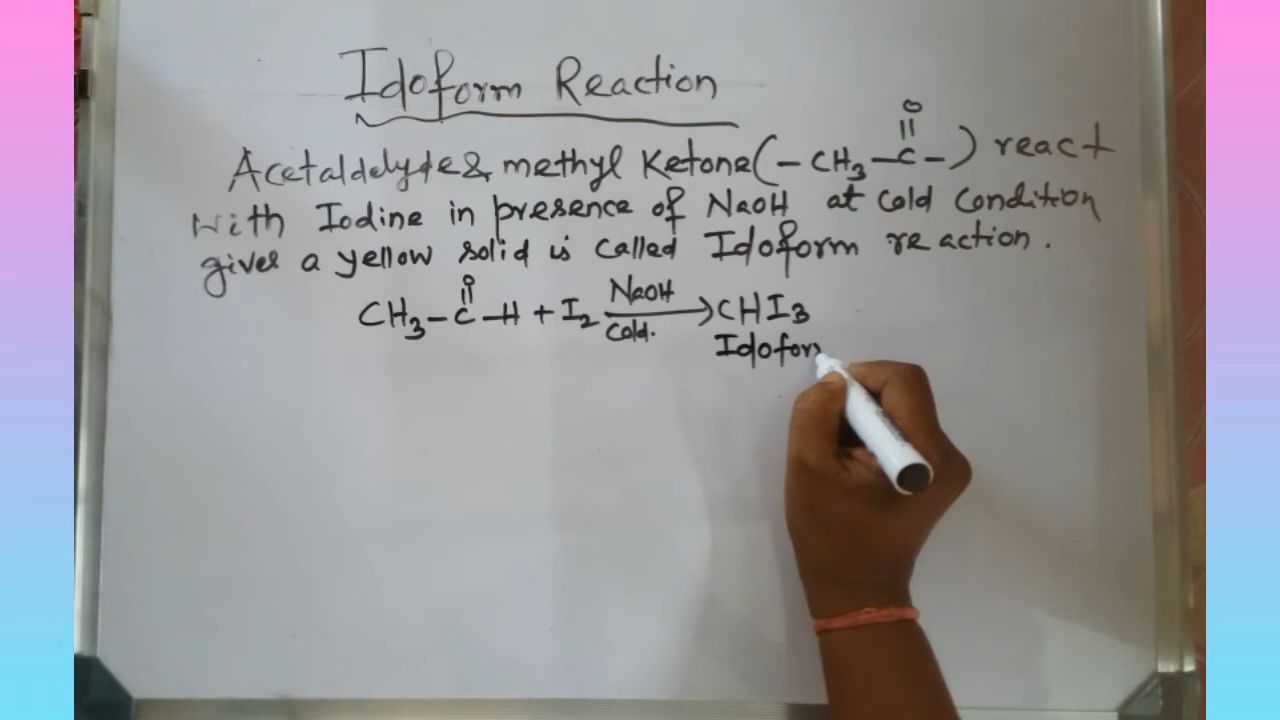 Idoform Reaction
Acetaldelyde & methyl Ketone (-CH3-C-) react
O
With Iodine in presence of NaOH at Cold Condition
gives a yellow solid is called Idoform reaction.
O
CH3-C-H + I2 NaOH Cold. → CHI3
Idoform